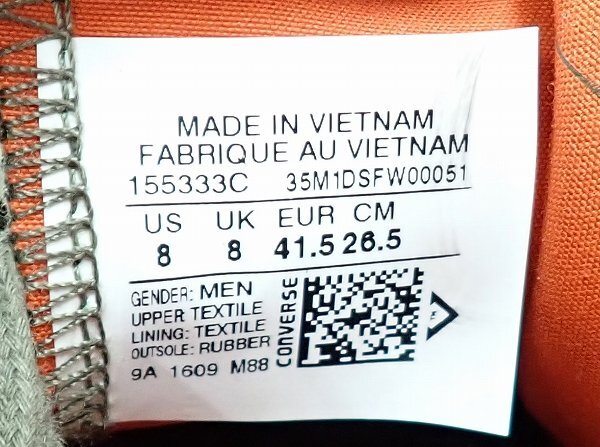 MADE IN VIETNAM
FABRIQUE AU VIETNAM
155333C 35M1DSFW00051
US UK EUR CM
8 8 41.5 26.5
GENDER: MEN
UPPER TEXTILE
LINING: TEXTILE
OUTSOLE: RUBBER
9A 1609 M88
CONVERSE